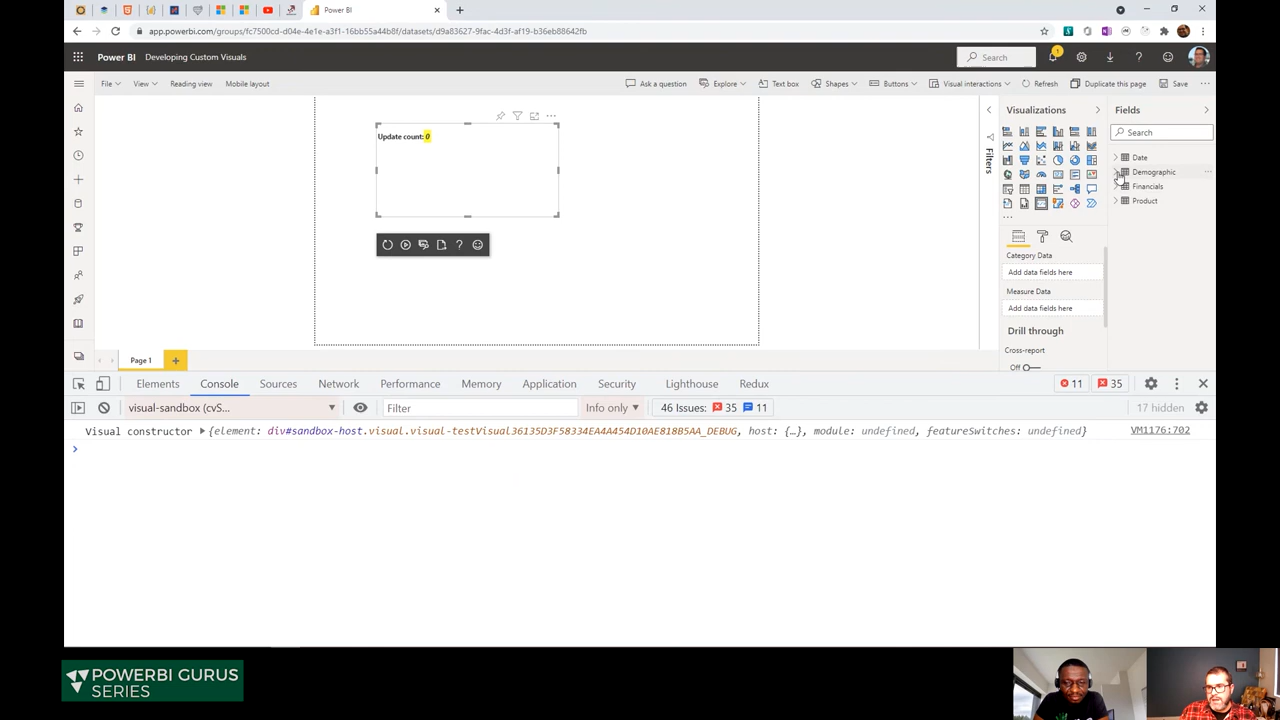 Power BI
app.powerbi.com/groups/fc7500cd-d04e-4e1e-a3f1-16bb55a44b8f/datasets/d9a83627-9fac-4d3f-af19-b36eb88642fb
Power BI Developing Custom Visuals Search 1
File View Reading view Mobile layout Ask a question Explore Text box Shapes Buttons Visual interactions Refresh Duplicate this page Save
Visualizations Fields
Update count: 0
Search
Filters
Date
Demographic
Financials
Product
Category Data
Add data fields here
Measure Data
Add data fields here
Drill through
Cross-report
Off
Page 1
Elements Console Sources Network Performance Memory Application Security Lighthouse Redux 11 35
visual-sandbox (cvS... Filter Info only 46 Issues: 35 11 17 hidden
Visual constructor {element: div#sandbox-host.visual.visual-testVisual36135D3F58334EA4A454D10AE818B5AA_DEBUG, host: {…}, module: undefined, featureSwitches: undefined} VM1176:702
POWERBI GURUS
SERIES